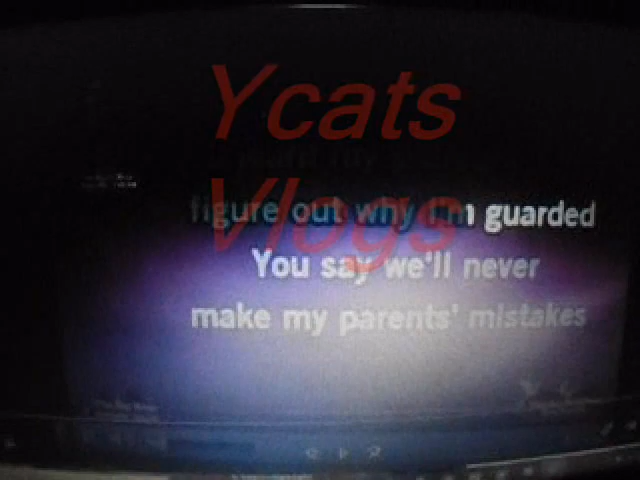 Ycats
Vlogs
figure out why I'm guarded
You say we'll never
make my parents' mistakes